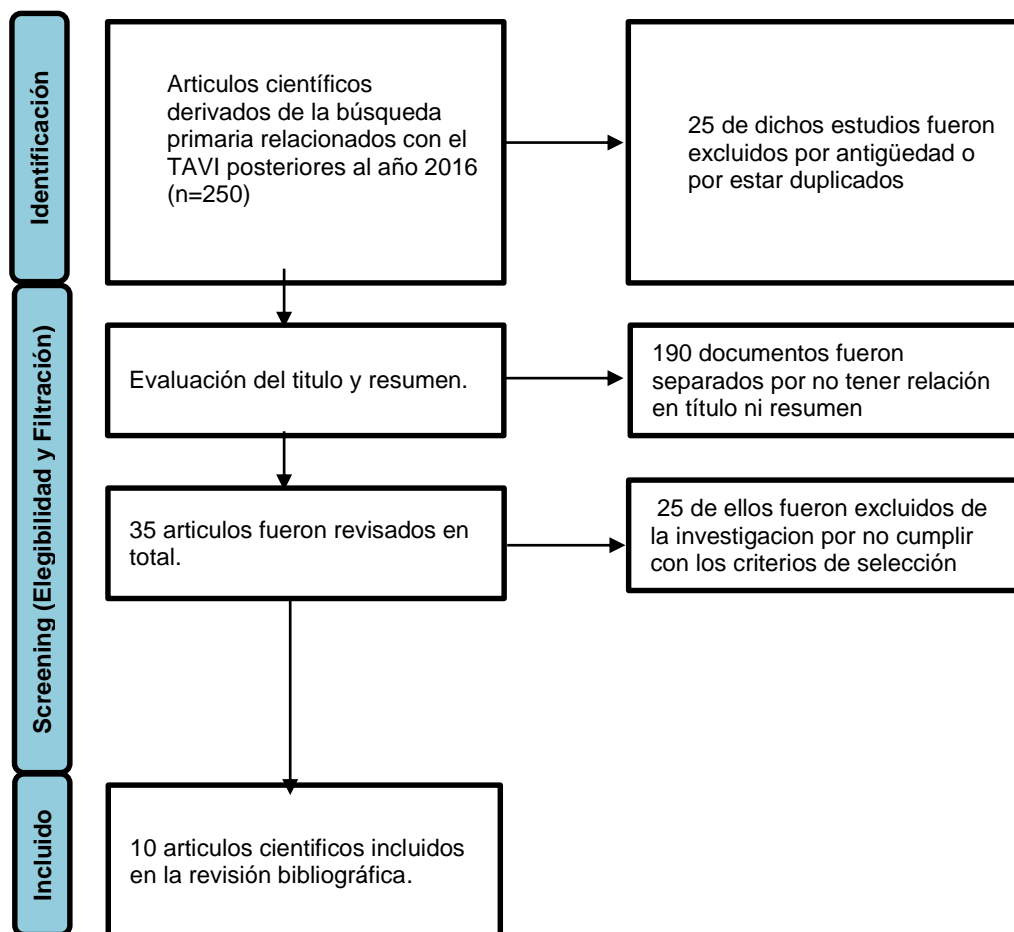 Identificación
Articulos científicos
derivados de la búsqueda
primaria relacionados con el
TAVI posteriores al año 2016
(n=250)
25 de dichos estudios fueron
excluidos por antigüedad o
por estar duplicados
Screening (Elegibilidad y Filtración)
Evaluación del titulo y resumen.
190 documentos fueron
separados por no tener relación
en título ni resumen
35 articulos fueron revisados en
total.
25 de ellos fueron excluidos de
la investigacion por no cumplir
con los criterios de selección
Incluido
10 articulos cientificos incluidos
en la revisión bibliográfica.